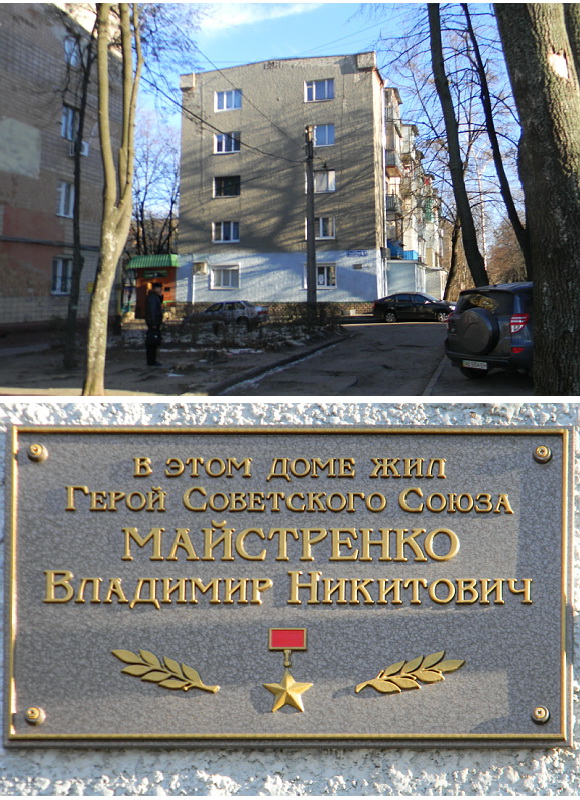 В ЭТОМ ДОМЕ ЖИЛ
ГЕРОЙ СОВЕТСКОГО СОЮЗА
МАЙСТРЕНКО
ВЛАДИМИР НИКИТОВИЧ